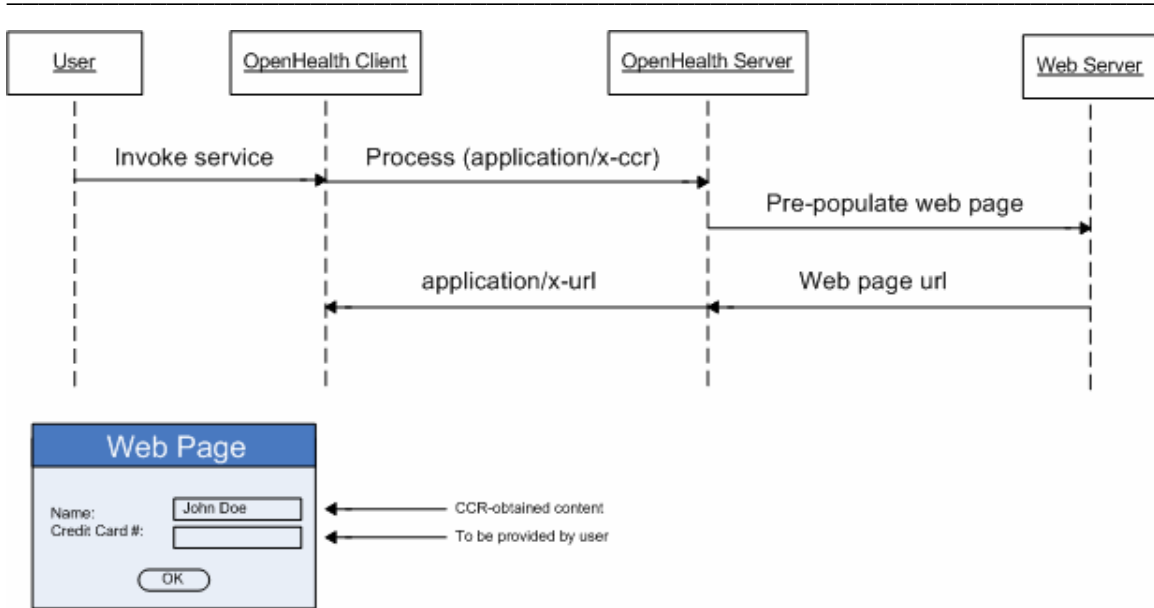 User
OpenHealth Client
OpenHealth Server
Web Server
Invoke service
Process (application/x-ccr)
Pre-populate web page
application/x-url
Web page url
Web Page
Name:
John Doe
CCR-obtained content
Credit Card #:
To be provided by user
OK